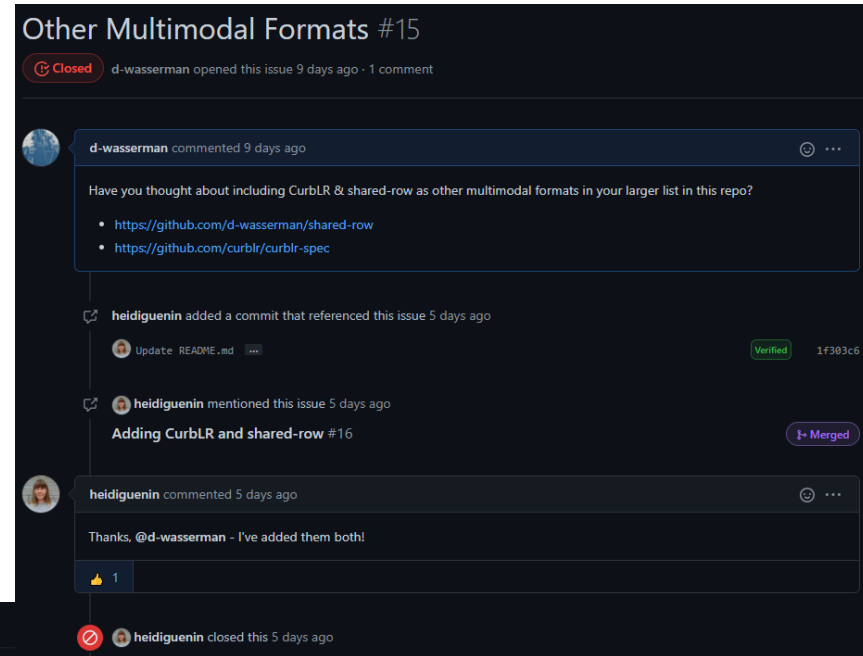 Other Multimodal Formats #15
Closed d-wasserman opened this issue 9 days ago · 1 comment
d-wasserman commented 9 days ago
Have you thought about including CurbLR & shared-row as other multimodal formats in your larger list in this repo?
• https://github.com/d-wasserman/shared-row
• https://github.com/curblr/curblr-spec
heidiguenin added a commit that referenced this issue 5 days ago
Update README.md ... Verified 1f303c6
heidiguenin mentioned this issue 5 days ago
Adding CurbLR and shared-row #16 Merged
heidiguenin commented 5 days ago
Thanks, @d-wasserman - I've added them both!
👍 1
heidiguenin closed this 5 days ago